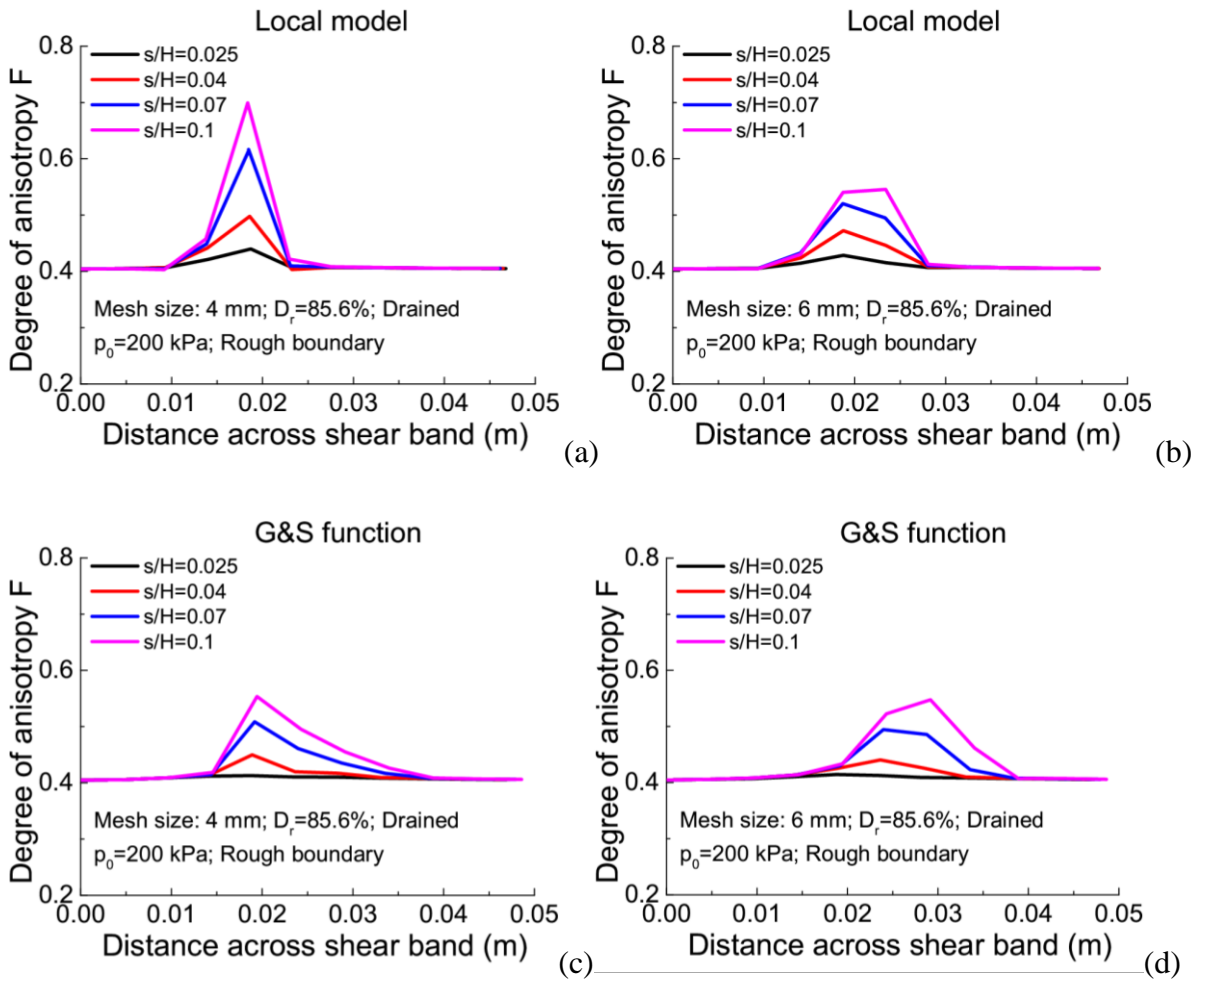 Local model
Degree of anisotropy F
0.8
0.6
0.4
0.2
s/H=0.025
s/H=0.04
s/H=0.07
s/H=0.1
Mesh size: 4 mm; Dr=85.6%; Drained
p0=200 kPa; Rough boundary
0.00 0.01 0.02 0.03 0.04 0.05
Distance across shear band (m)
(a)
Local model
Degree of anisotropy F
0.8
0.6
0.4
0.2
s/H=0.025
s/H=0.04
s/H=0.07
s/H=0.1
Mesh size: 6 mm; Dr=85.6%; Drained
p0=200 kPa; Rough boundary
0.00 0.01 0.02 0.03 0.04 0.05
Distance across shear band (m)
(b)
G&S function
Degree of anisotropy F
0.8
0.6
0.4
0.2
s/H=0.025
s/H=0.04
s/H=0.07
s/H=0.1
Mesh size: 4 mm; Dr=85.6%; Drained
p0=200 kPa; Rough boundary
0.00 0.01 0.02 0.03 0.04 0.05
Distance across shear band (m)
(c)
G&S function
Degree of anisotropy F
0.8
0.6
0.4
0.2
s/H=0.025
s/H=0.04
s/H=0.07
s/H=0.1
Mesh size: 6 mm; Dr=85.6%; Drained
p0=200 kPa; Rough boundary
0.00 0.01 0.02 0.03 0.04 0.05
Distance across shear band (m)
(d)